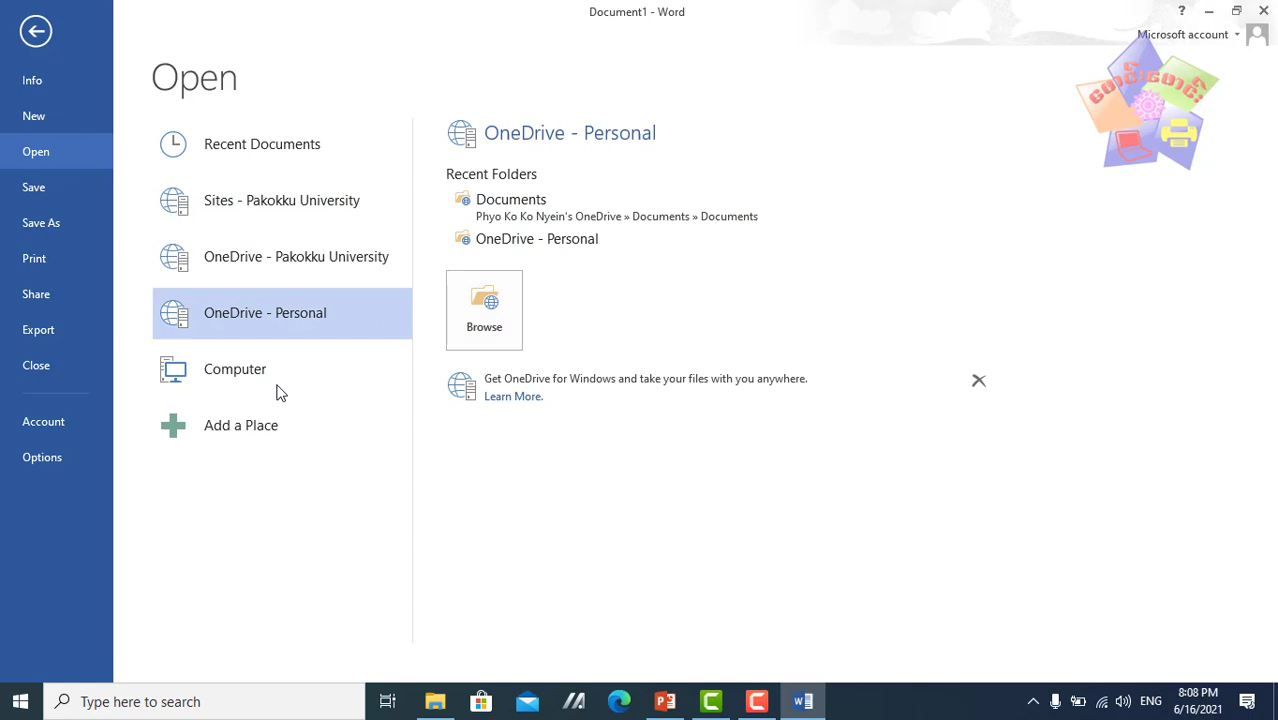 Document1 - Word
?
Microsoft account
Info
New
Open
Save
Save As
Print
Share
Export
Close
Account
Options
Open
Recent Documents
Sites - Pakokku University
OneDrive - Pakokku University
OneDrive - Personal
Computer
Add a Place
OneDrive - Personal
Recent Folders
Documents
Phyo Ko Ko Nyein's OneDrive » Documents » Documents
OneDrive - Personal
Browse
Get OneDrive for Windows and take your files with you anywhere.
Learn More.
Type here to search
ENG
8:08 PM
6/16/2021